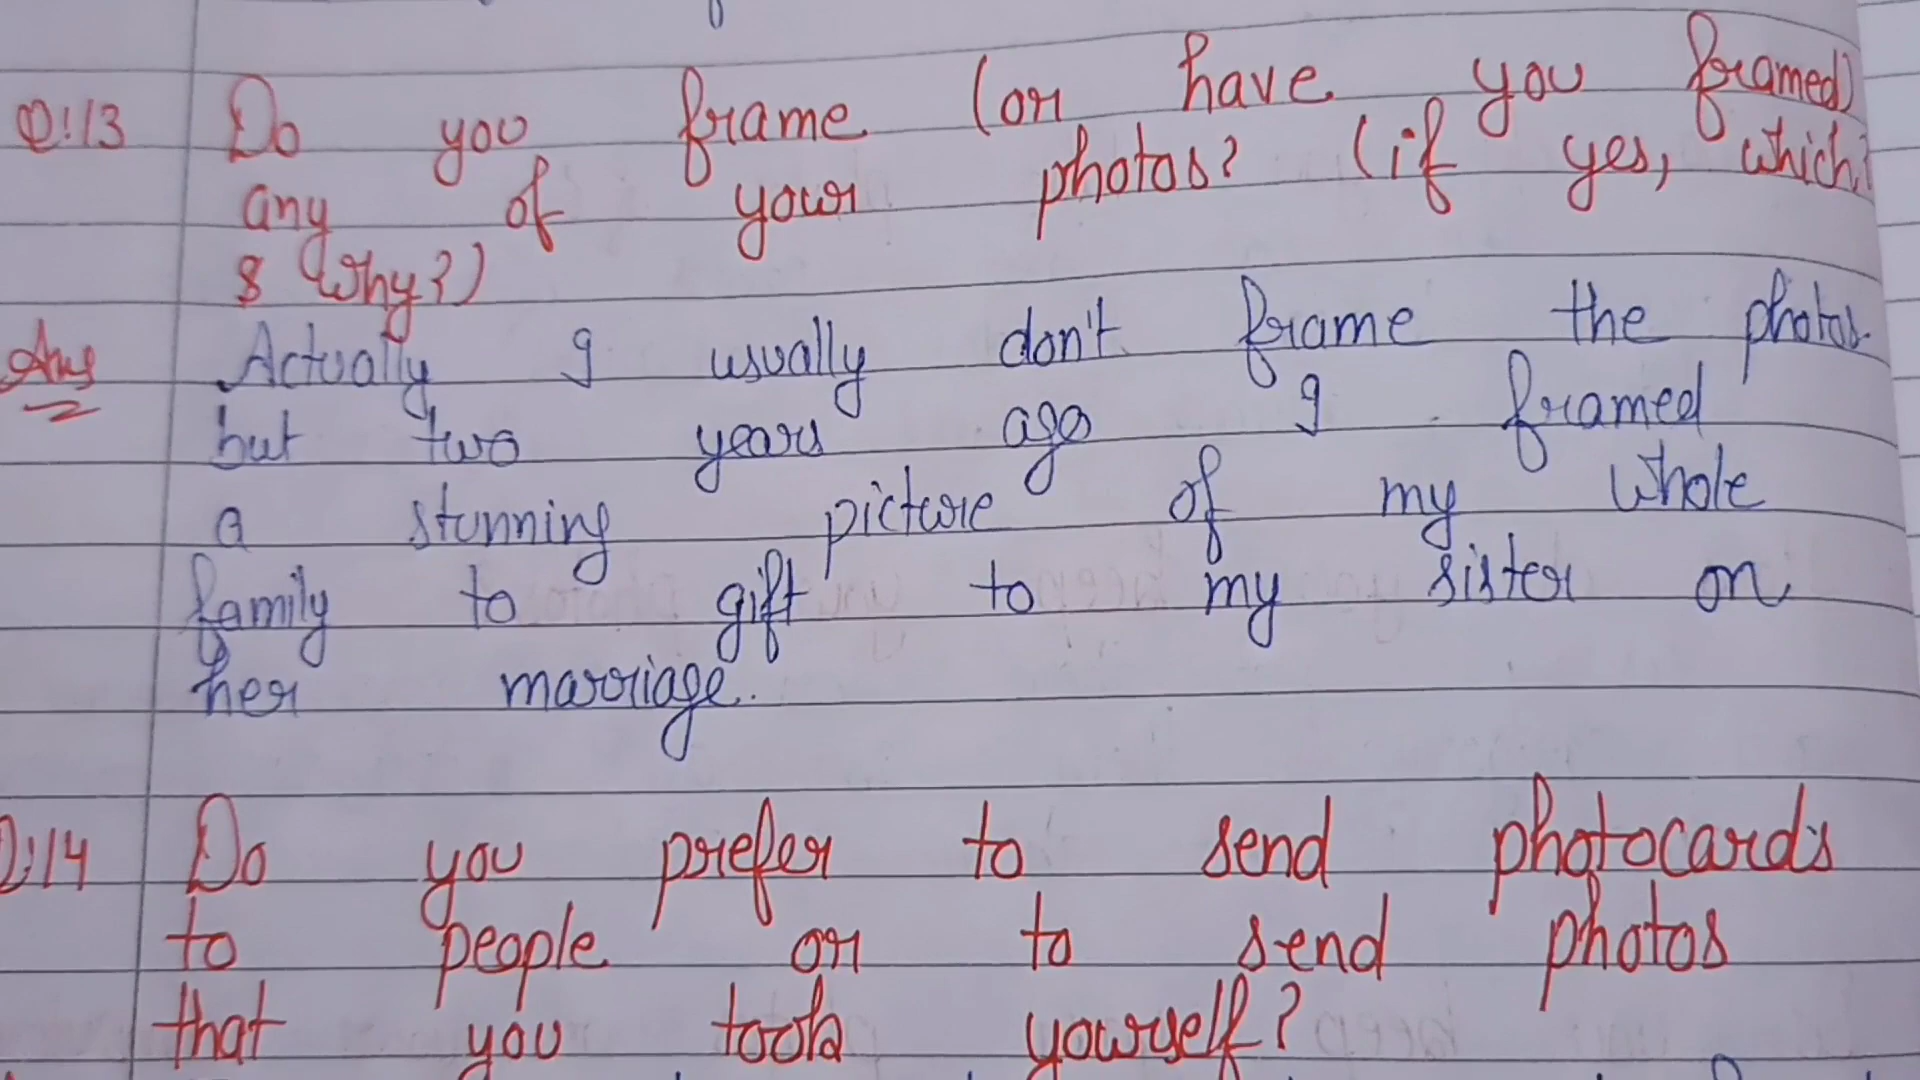 Q:13 Do you frame (or have you framed)
any of your photos? (if yes, which
& why?)
Ans Actually I usually don't frame the photos
but two years ago I framed
a stunning picture of my whole
family to gift to my sister on
her marriage.
Q:14 Do you prefer to send photocards
to people or to send photos
that you took yourself?